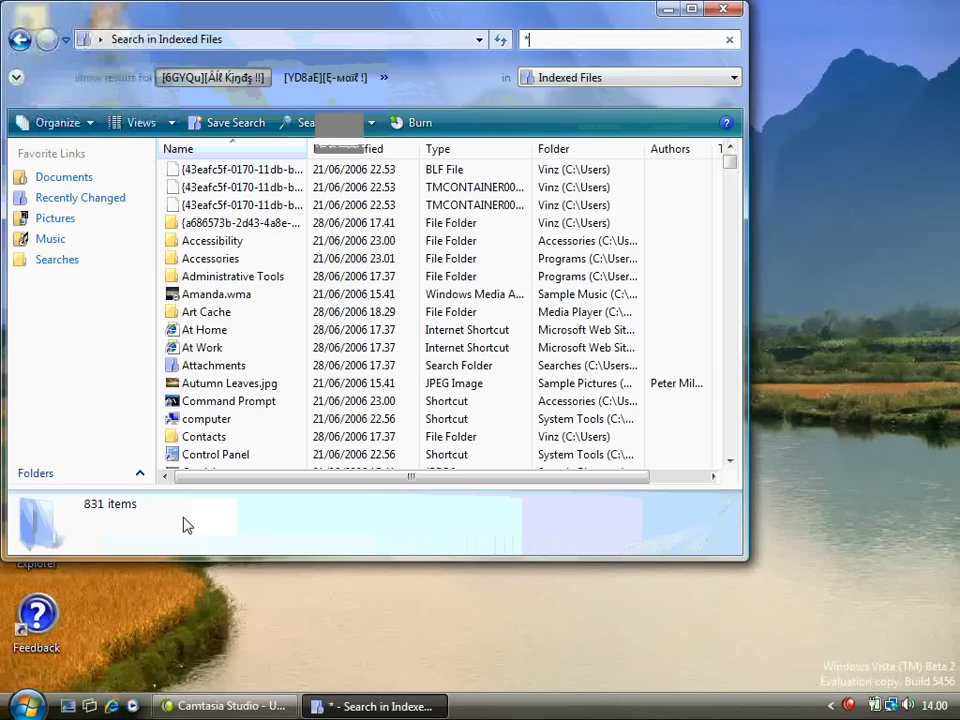 Search in Indexed Files
*
[6GYQu][Äĺľ Ķįŋđş !!] [YD8aE][Ę-мαïł !] » in Indexed Files
Organize Views Save Search Burn
Favorite Links
Documents
Recently Changed
Pictures
Music
Searches
Folders
Name Type Folder Authors
{43eafc5f-0170-11db-b... 21/06/2006 22.53 BLF File Vinz (C:\Users)
{43eafc5f-0170-11db-b... 21/06/2006 22.53 TMCONTAINER00... Vinz (C:\Users)
{43eafc5f-0170-11db-b... 21/06/2006 22.53 TMCONTAINER00... Vinz (C:\Users)
{a686573b-2d43-4a8e-... 28/06/2006 17.41 File Folder Vinz (C:\Users)
Accessibility 21/06/2006 23.00 File Folder Accessories (C:\Us...
Accessories 21/06/2006 23.01 File Folder Programs (C:\User...
Administrative Tools 28/06/2006 17.37 File Folder Programs (C:\User...
Amanda.wma 21/06/2006 15.41 Windows Media A... Sample Music (C:\...
Art Cache 28/06/2006 18.29 File Folder Media Player (C:\...
At Home 28/06/2006 17.37 Internet Shortcut Microsoft Web Sit...
At Work 28/06/2006 17.37 Internet Shortcut Microsoft Web Sit...
Attachments 28/06/2006 17.37 Search Folder Searches (C:\Users...
Autumn Leaves.jpg 21/06/2006 15.41 JPEG Image Sample Pictures (... Peter Mil...
Command Prompt 21/06/2006 23.00 Shortcut Accessories (C:\Us...
computer 21/06/2006 22.56 Shortcut System Tools (C:\...
Contacts 28/06/2006 17.37 File Folder Vinz (C:\Users)
Control Panel 21/06/2006 22.56 Shortcut System Tools (C:\...
831 items
Explorer
Feedback
Windows Vista (TM) Beta 2
Evaluation copy. Build 5456
Camtasia Studio - U... * - Search in Indexe... 14.00